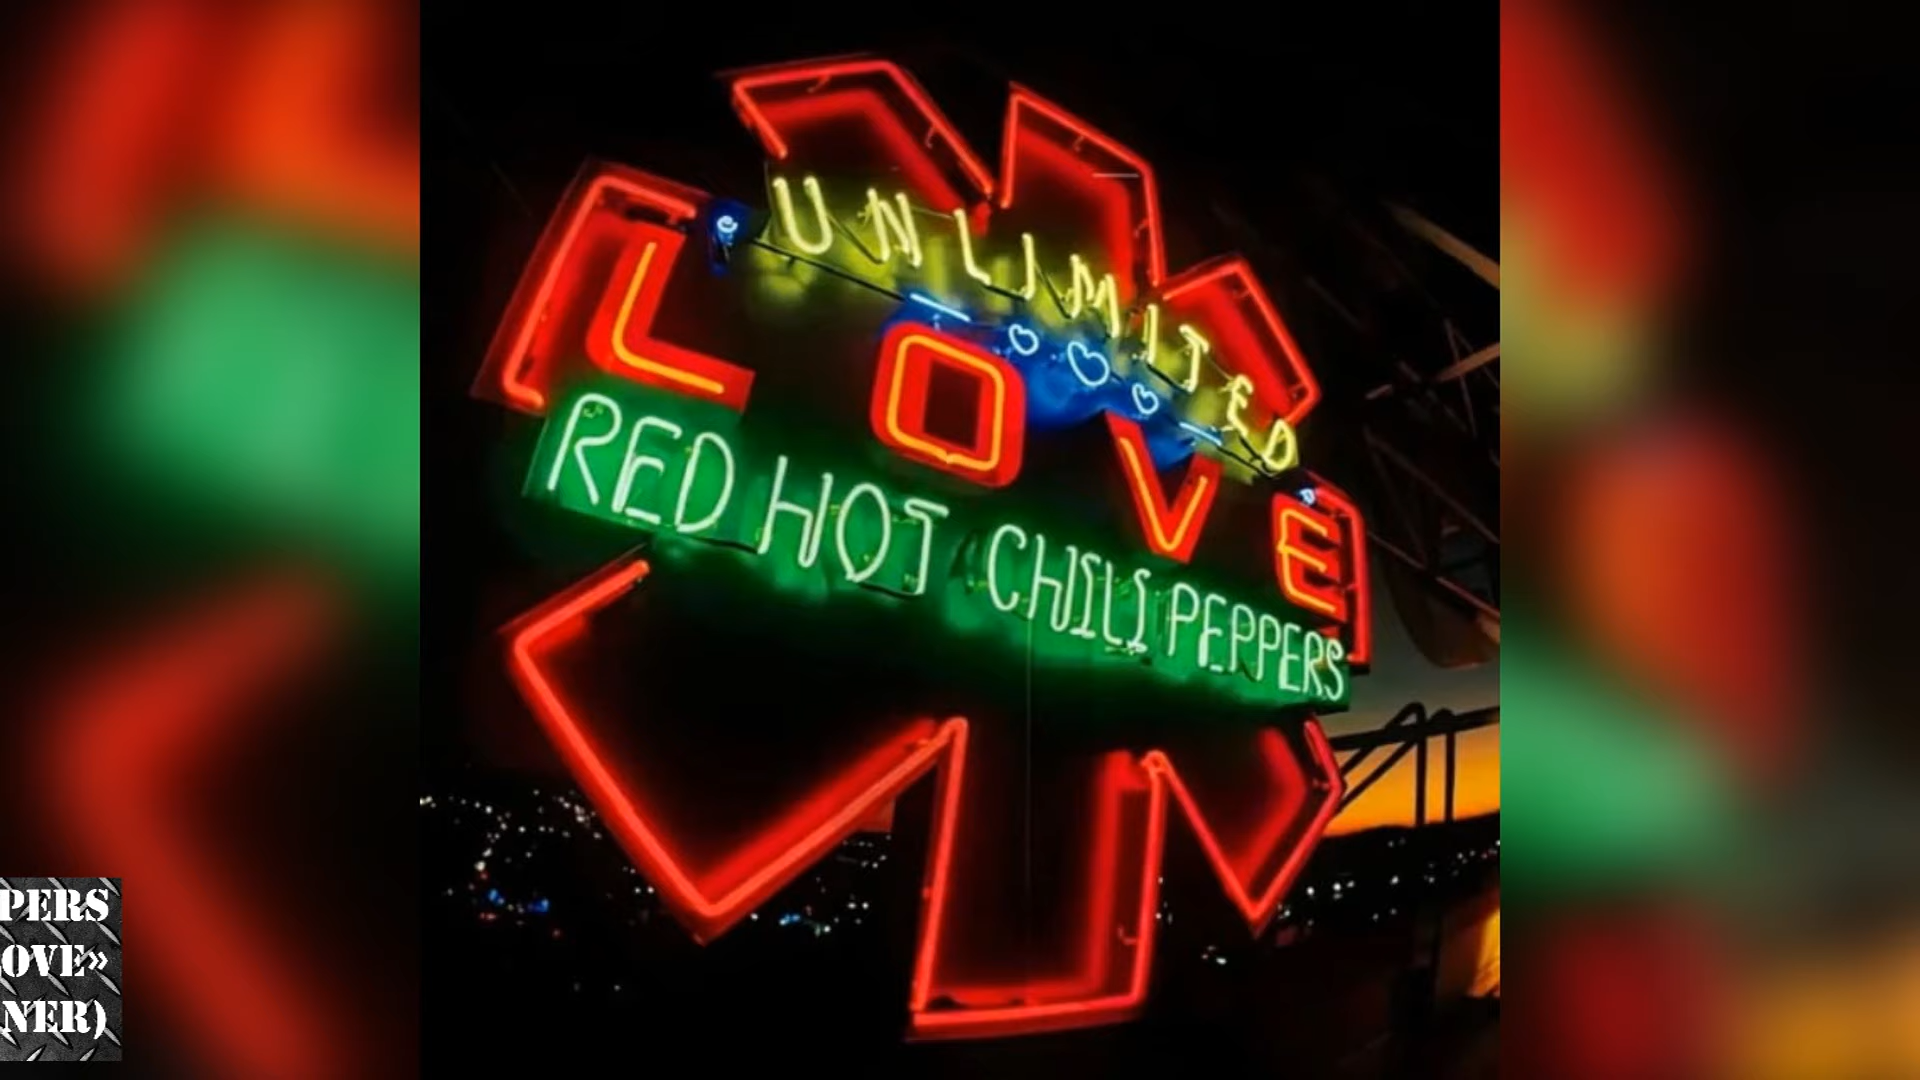 UNLIMITED
LOVE
RED HOT CHILI PEPPERS
PERS
OVE»
NER)